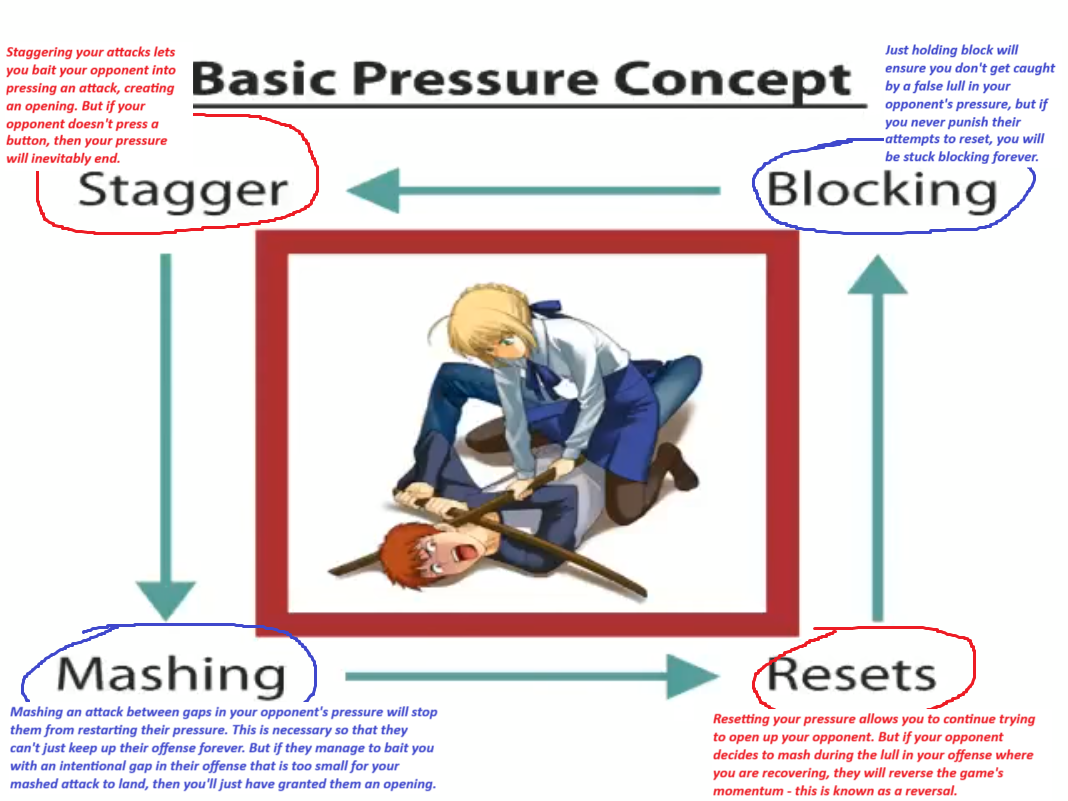 Basic Pressure Concept
Staggering your attacks lets
you bait your opponent into
pressing an attack, creating
an opening. But if your
opponent doesn't press a
button, then your pressure
will inevitably end.
Stagger
Just holding block will
ensure you don't get caught
by a false lull in your
opponent's pressure, but if
you never punish their
attempts to reset, you will
be stuck blocking forever.
Blocking
Mashing
Mashing an attack between gaps in your opponent's pressure will stop
them from restarting their pressure. This is necessary so that they
can't just keep up their offense forever. But if they manage to bait you
with an intentional gap in their offense that is too small for your
mashed attack to land, then you'll just have granted them an opening.
Resets
Resetting your pressure allows you to continue trying
to open up your opponent. But if your opponent
decides to mash during the lull in your offense where
you are recovering, they will reverse the game's
momentum - this is known as a reversal.